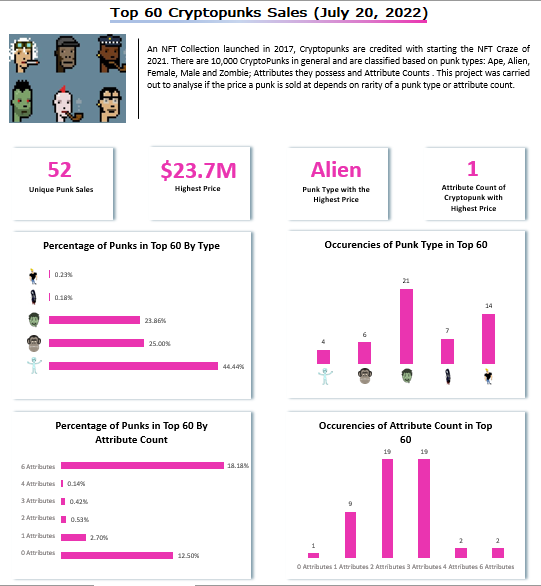 Top 60 Cryptopunks Sales (July 20, 2022)
An NFT Collection launched in 2017, Cryptopunks are credited with starting the NFT Craze of
2021. There are 10,000 CryptoPunks in general and are classified based on punk types: Ape, Alien,
Female, Male and Zombie; Attributes they possess and Attribute Counts . This project was carried
out to analyse if the price a punk is sold at depends on rarity of a punk type or attribute count.
52
Unique Punk Sales
$23.7M
Highest Price
Alien
Punk Type with the
Highest Price
1
Attribute Count of
Cryptopunk with
Highest Price
Percentage of Punks in Top 60 By Type
0.23%
0.18%
23.86%
25.00%
44.44%
Occurencies of Punk Type in Top 60
4
6
21
7
14
Percentage of Punks in Top 60 By
Attribute Count
6 Attributes 18.18%
4 Attributes 0.14%
3 Attributes 0.42%
2 Attributes 0.53%
1 Attributes 2.70%
0 Attributes 12.50%
Occurencies of Attribute Count in Top
60
1
9
19
19
2
2
0 Attributes 1 Attributes 2 Attributes 3 Attributes 4 Attributes 6 Attributes